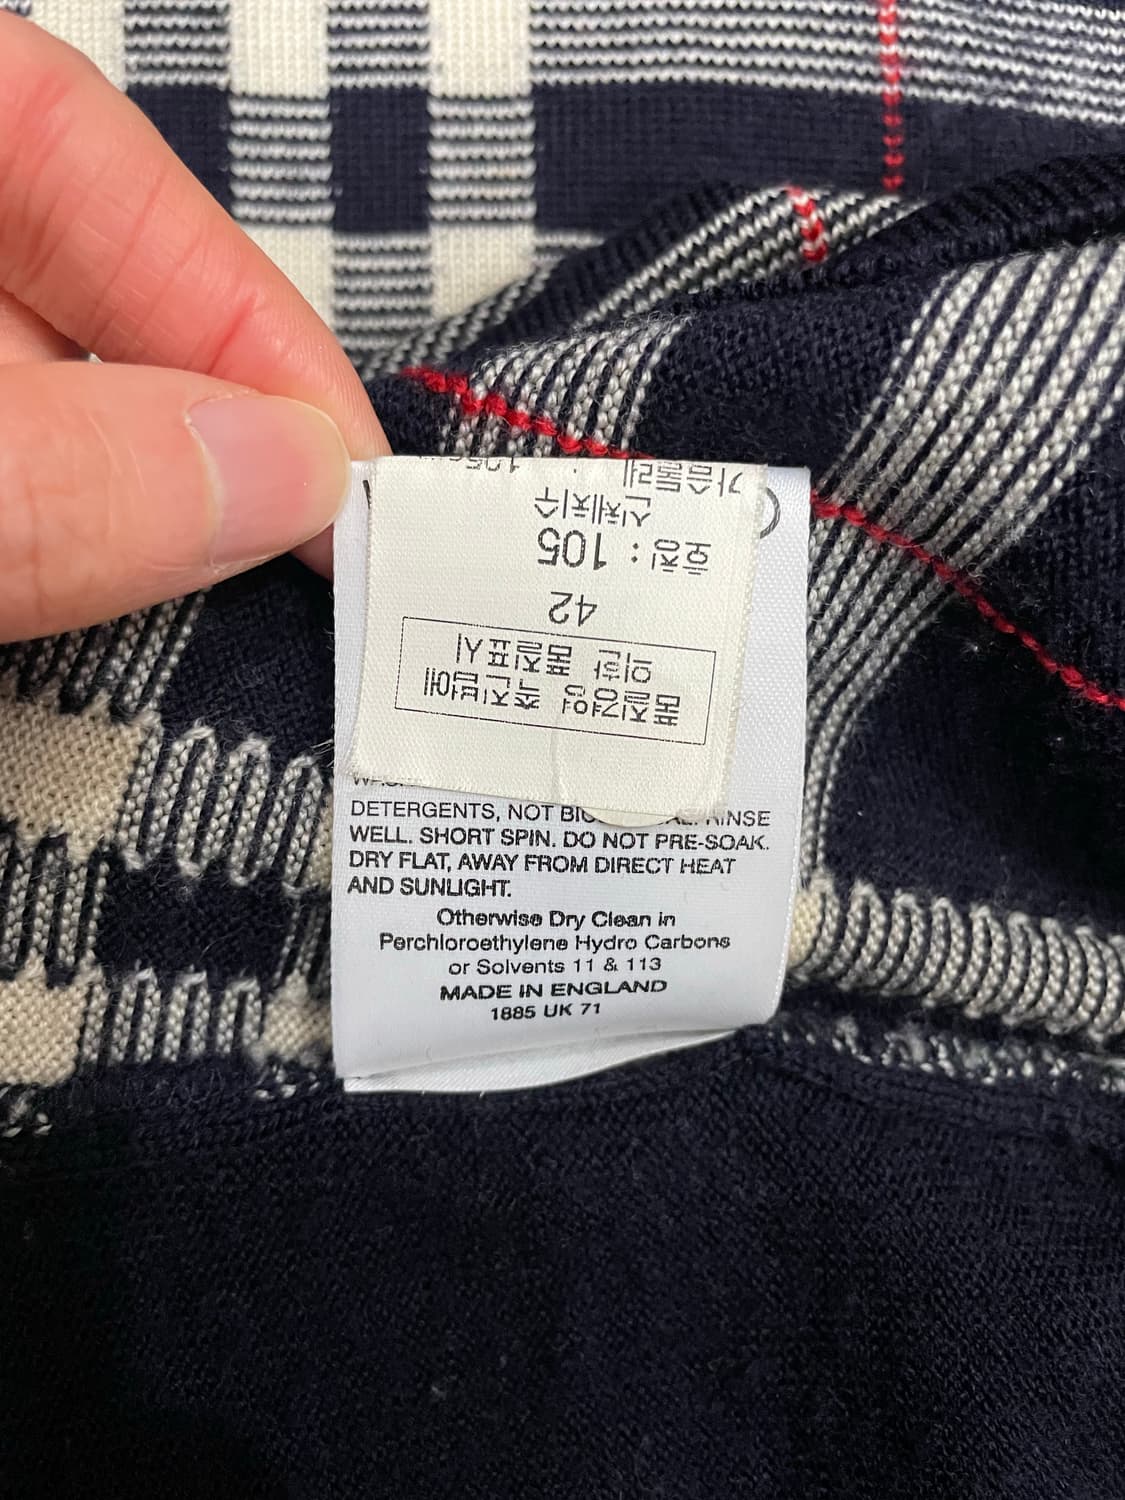 품질경영 촉진법에
의한 품질표시
42
호칭 : 105
신체치수
가슴둘레 : 105cm
DETERGENTS, NOT RINSE
WELL. SHORT SPIN. DO NOT PRE-SOAK.
DRY FLAT, AWAY FROM DIRECT HEAT
AND SUNLIGHT.
Otherwise Dry Clean in
Perchloroethylene Hydro Carbons
or Solvents 11 & 113
MADE IN ENGLAND
1885 UK 71